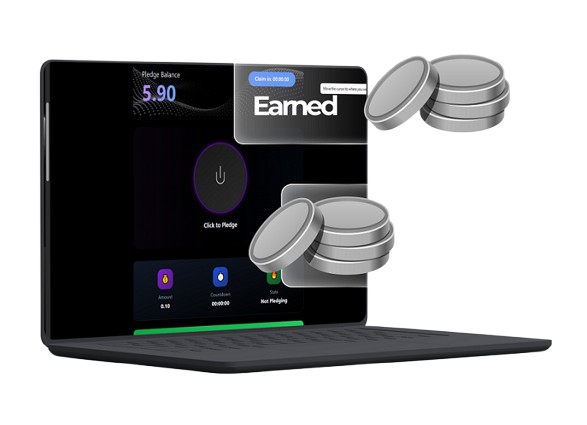 Pledge Balance
5.90
Claim in: 00:00:00
Earned
Click to Pledge
Amount
0.10
Countdown
00:00:00
State
Not Pledging